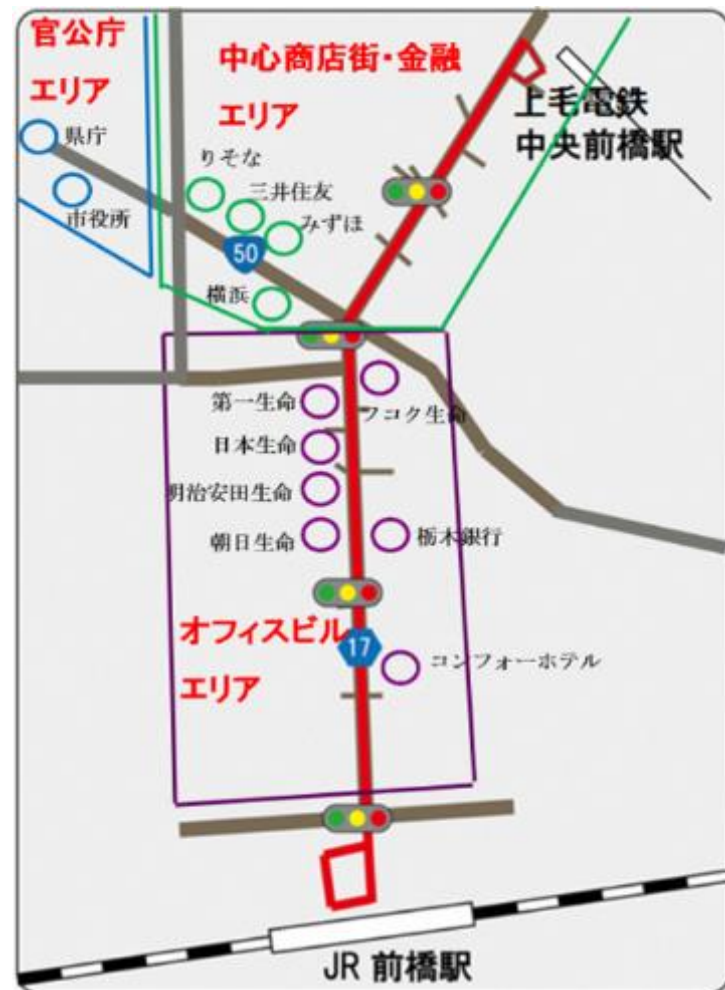 官公庁
エリア
中心商店街・金融
エリア
上毛電鉄
中央前橋駅
県庁
市役所
りそな
三井住友
みずほ
50
横浜
第一生命
フコク生命
日本生命
明治安田生命
朝日生命
栃木銀行
オフィスビル
エリア
17
コンフォーホテル
JR 前橋駅